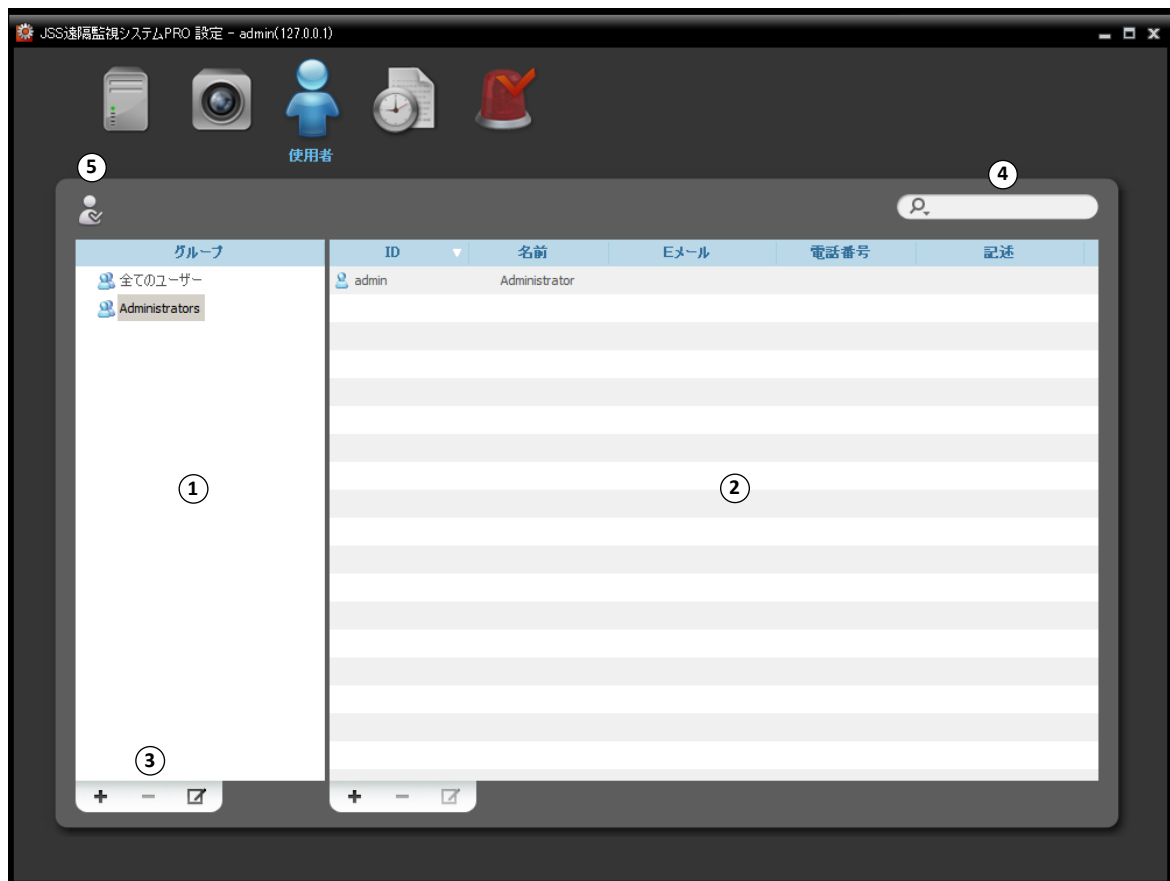 JSS遠隔監視システムPRO 設定 - admin(127.0.0.1)
使用者
5
4
グループ
ID 名前 Eメール 電話番号 記述
全てのユーザー
admin Administrator
Administrators
1
2
3